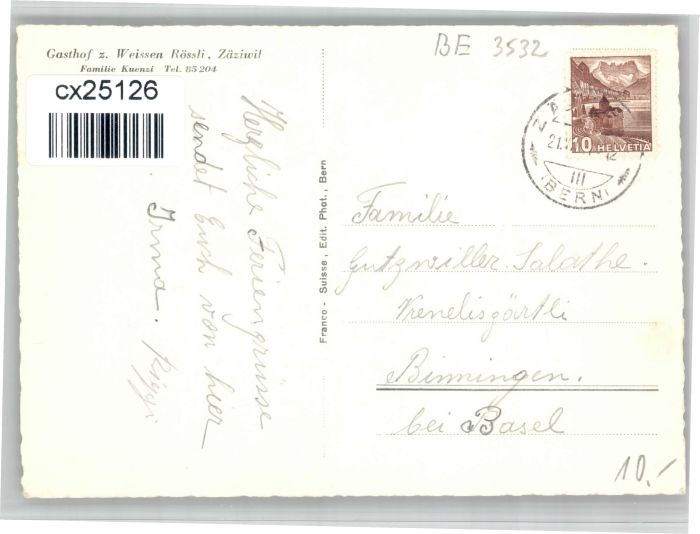 Gasthof z. Weissen Rössli, Zäziwil
Familie Kuenzi Tel. 85 204
cx25126
Herzliche Feriengrüsse
sendet Euch von hier
Irma.
Franco-Suisse, Edit. Phot., Bern
BE 3532
10 HELVETIA
21.
III
(BERN)
Familie
Gutzwiller-Salathe.
Vrenelisgärtli
Binningen.
bei Basel
10.-